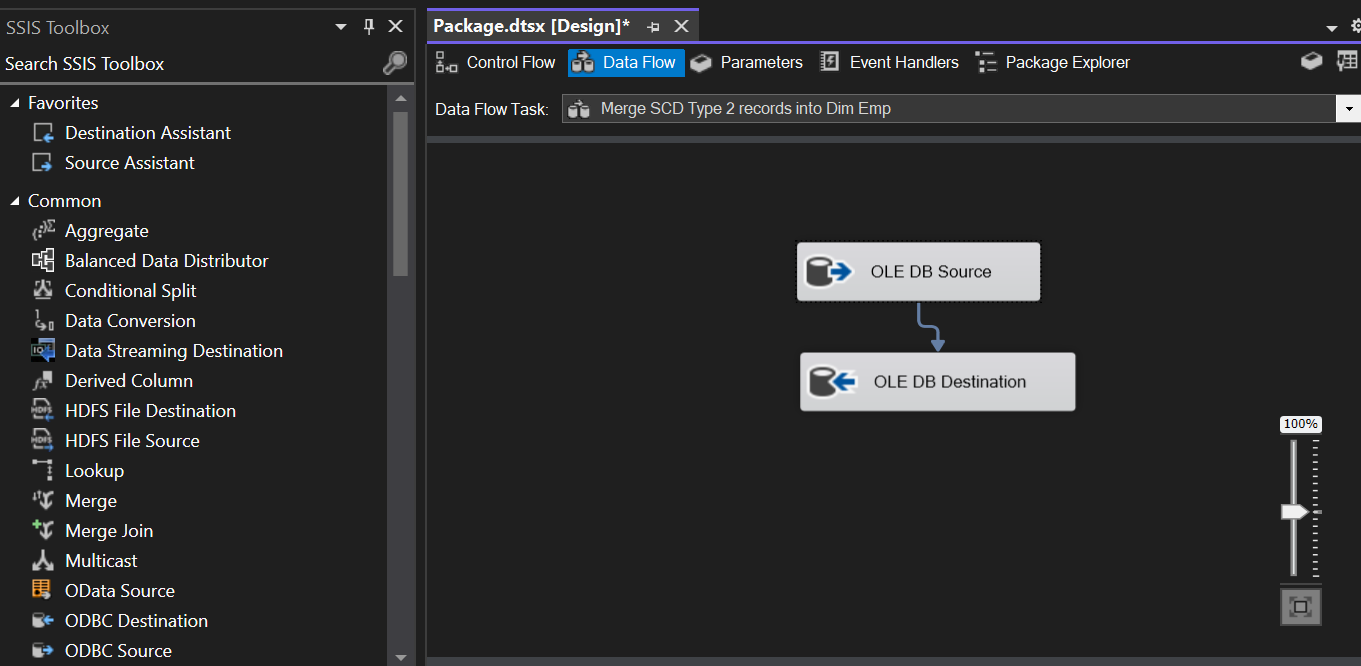 SSIS Toolbox
Search SSIS Toolbox
Favorites
Destination Assistant
Source Assistant
Common
Aggregate
Balanced Data Distributor
Conditional Split
Data Conversion
Data Streaming Destination
Derived Column
HDFS File Destination
HDFS File Source
Lookup
Merge
Merge Join
Multicast
OData Source
ODBC Destination
ODBC Source
Package.dtsx [Design]*
Control Flow Data Flow Parameters Event Handlers Package Explorer
Data Flow Task: Merge SCD Type 2 records into Dim Emp
OLE DB Source
OLE DB Destination
100%